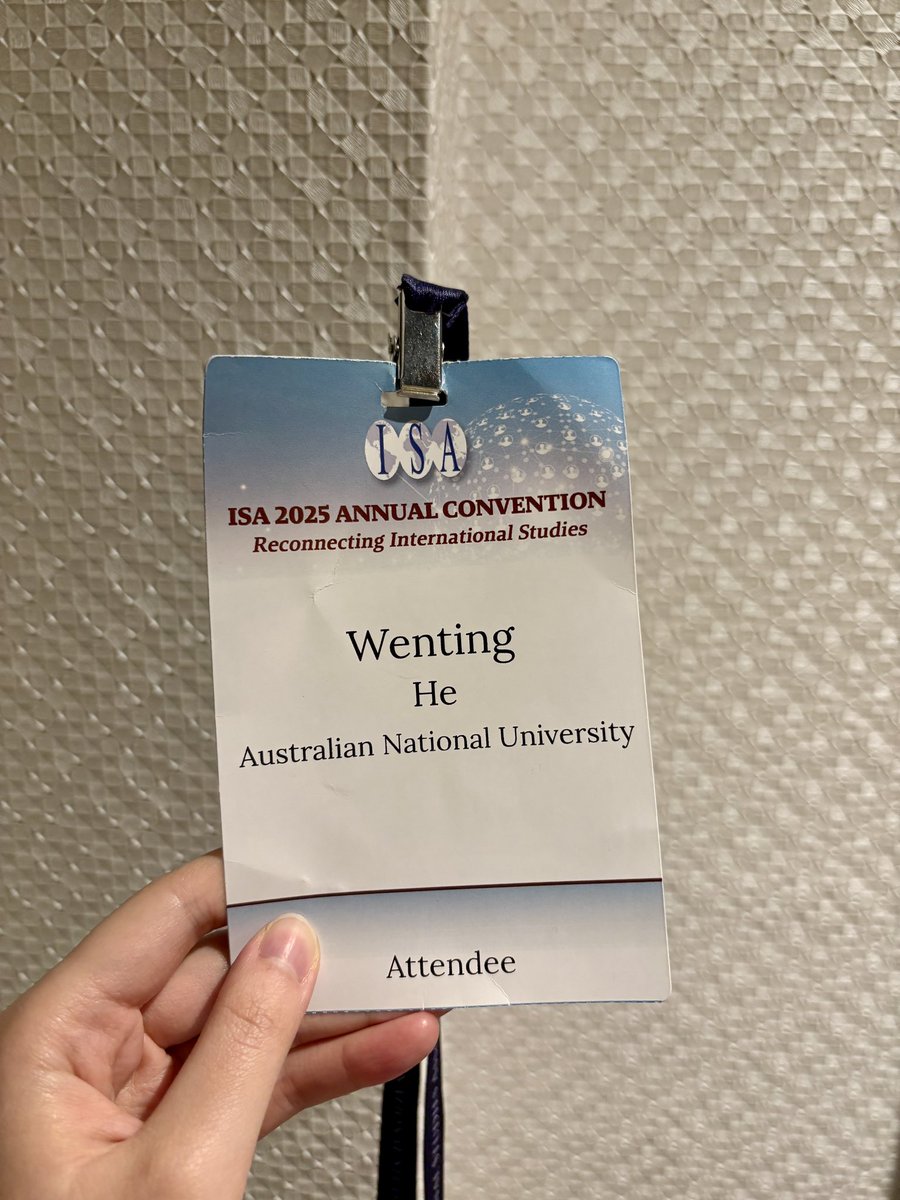 ISA
ISA 2025 ANNUAL CONVENTION
Reconnecting International Studies
Wenting
He
Australian National University
Attendee